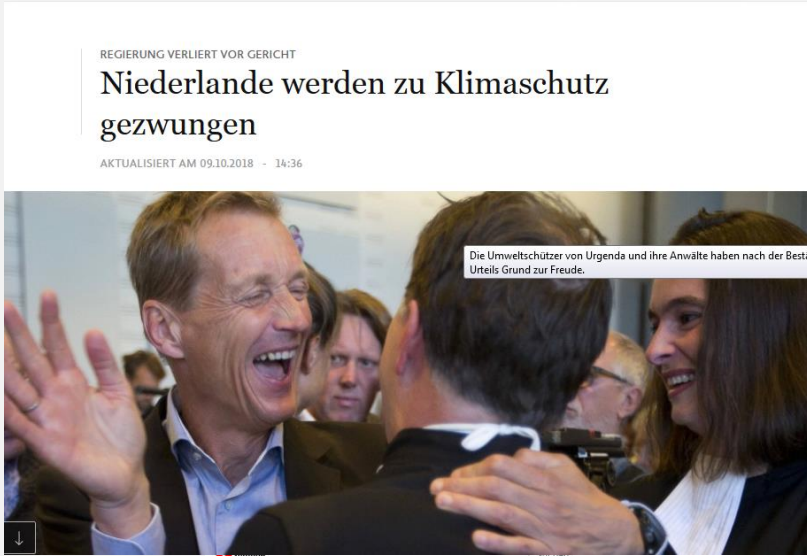 REGIERUNG VERLIERT VOR GERICHT
Niederlande werden zu Klimaschutz
gezwungen
AKTUALISIERT AM 09.10.2018 - 14:36
Die Umweltschützer von Urgenda und ihre Anwälte haben nach der Bestä
Urteils Grund zur Freude.